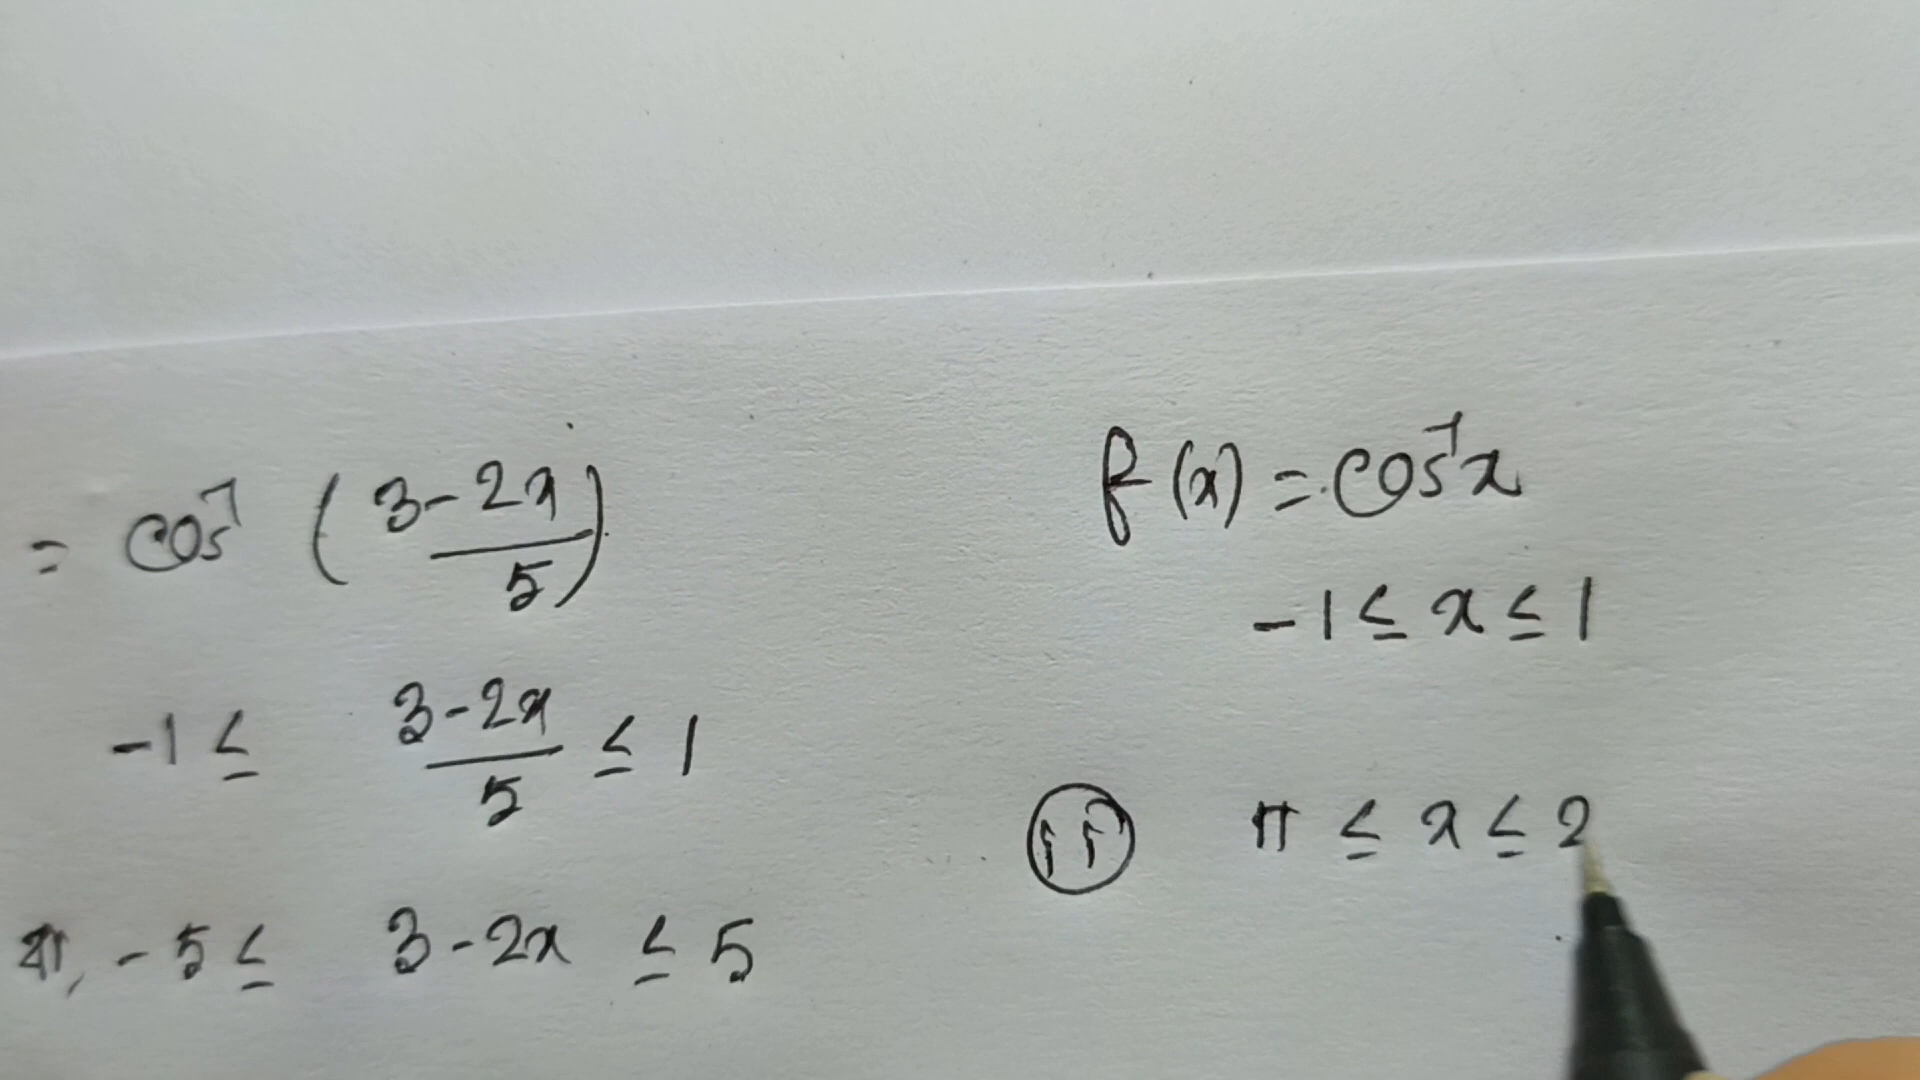 = cos⁻¹ (3-2x/5)
-1 ≤ 3-2x/5 ≤ 1
বা, -5 ≤ 3-2x ≤ 5
f(x) = cos⁻¹x
-1 ≤ x ≤ 1
π ≤ x ≤ 2